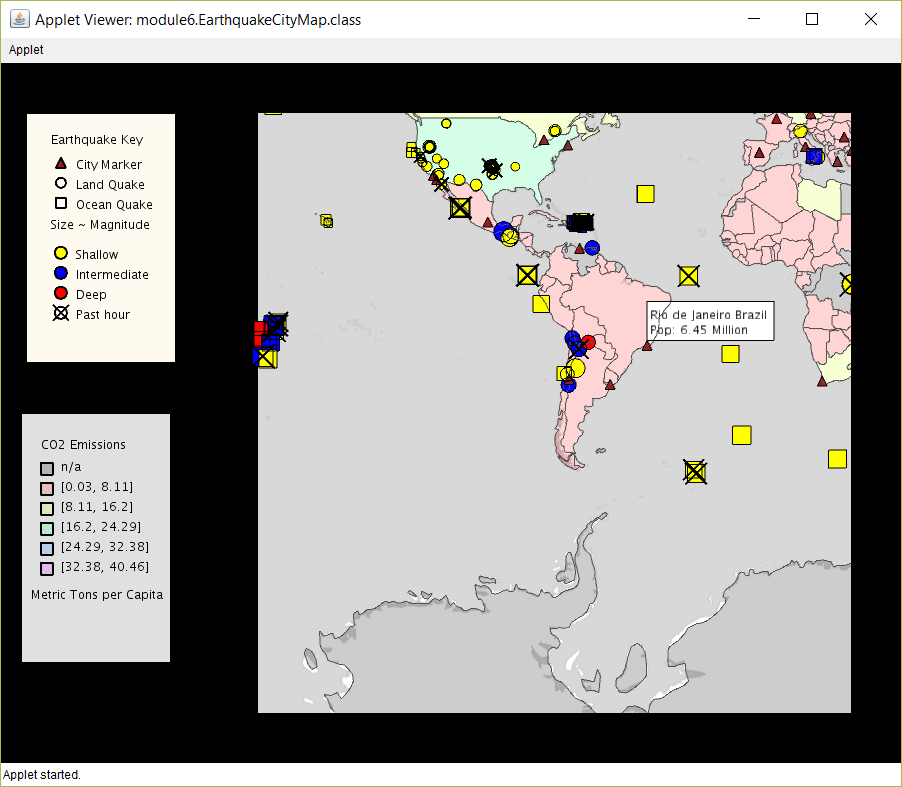 Applet Viewer: module6.EarthquakeCityMap.class
Applet
Earthquake Key
City Marker
Land Quake
Ocean Quake
Size ~ Magnitude
Shallow
Intermediate
Deep
Past hour
Rio de Janeiro Brazil
Pop: 6.45 Million
CO2 Emissions
n/a
[0.03, 8.11]
[8.11, 16.2]
[16.2, 24.29]
[24.29, 32.38]
[32.38, 40.46]
Metric Tons per Capita
Applet started.